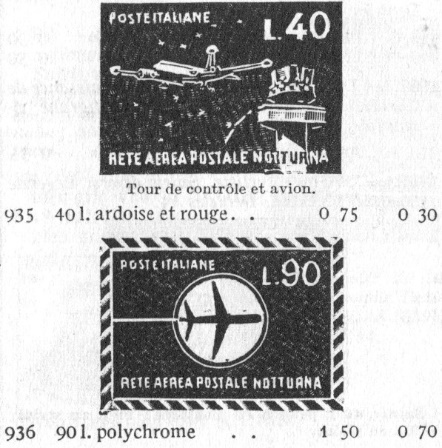 POSTE ITALIANE
L.40
RETE AEREA POSTALE NOTTURNA
Tour de contrôle et avion.
935 40 l. ardoise et rouge. 0 75 0 30
POSTE ITALIANE
L.90
RETE AEREA POSTALE NOTTURNA
936 90 l. polychrome . . 1 50 0 70